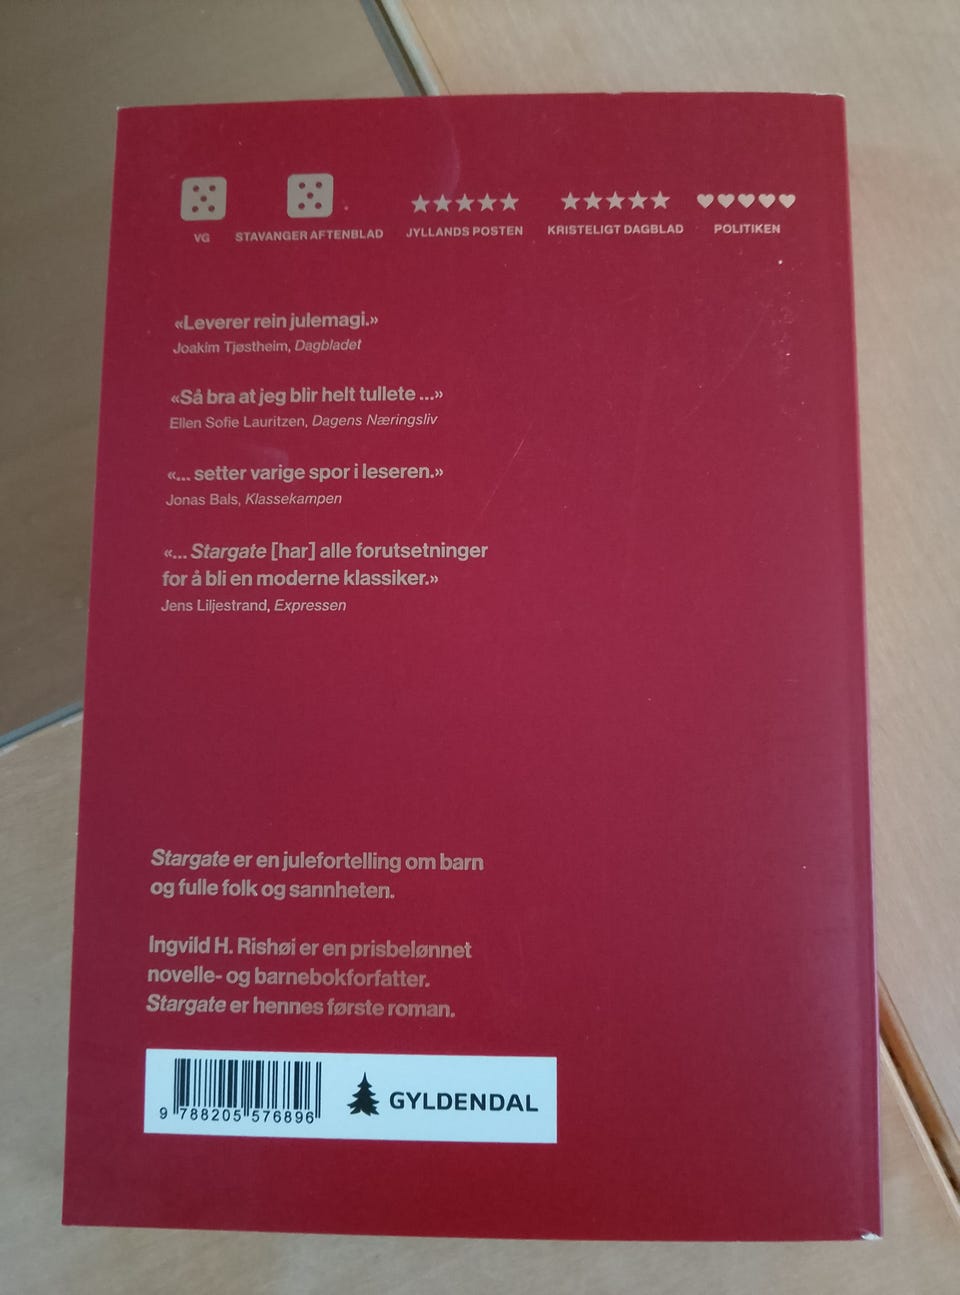 VG
STAVANGER AFTENBLAD
JYLLANDS POSTEN
KRISTELIGT DAGBLAD
POLITIKEN
«Leverer rein julemagi.»
Joakim Tjøstheim, Dagbladet
«Så bra at jeg blir helt tullete ...»
Ellen Sofie Lauritzen, Dagens Næringsliv
«... setter varige spor i leseren.»
Jonas Bals, Klassekampen
«... Stargate [har] alle forutsetninger
for å bli en moderne klassiker.»
Jens Liljestrand, Expressen
Stargate er en julefortelling om barn
og fulle folk og sannheten.
Ingvild H. Rishøi er en prisbelønnet
novelle- og barnebokforfatter.
Stargate er hennes første roman.
9 788205 576896
GYLDENDAL